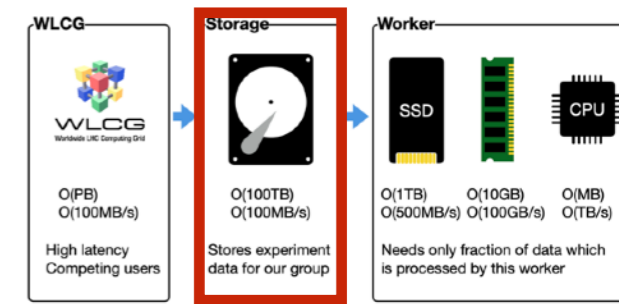 WLCG
Storage
Worker
SSD
CPU
WLCG
Worldwide LHC Computing Grid
O(PB)
O(100MB/s)
O(100TB)
O(100MB/s)
O(1TB) O(10GB) O(MB)
O(500MB/s) O(100GB/s) O(TB/s)
High latency
Competing users
Stores experiment
data for our group
Needs only fraction of data which
is processed by this worker